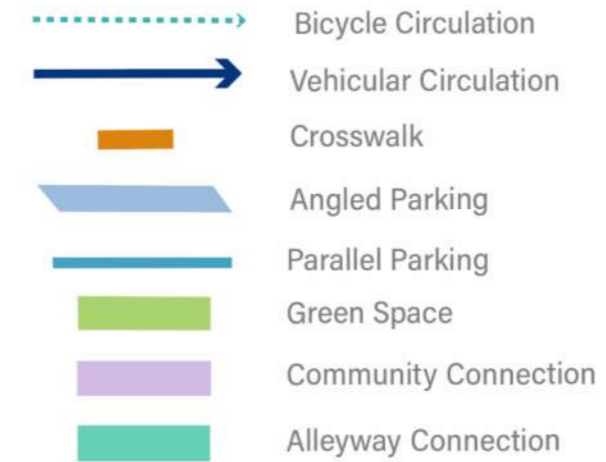 Bicycle Circulation
Vehicular Circulation
Crosswalk
Angled Parking
Parallel Parking
Green Space
Community Connection
Alleyway Connection